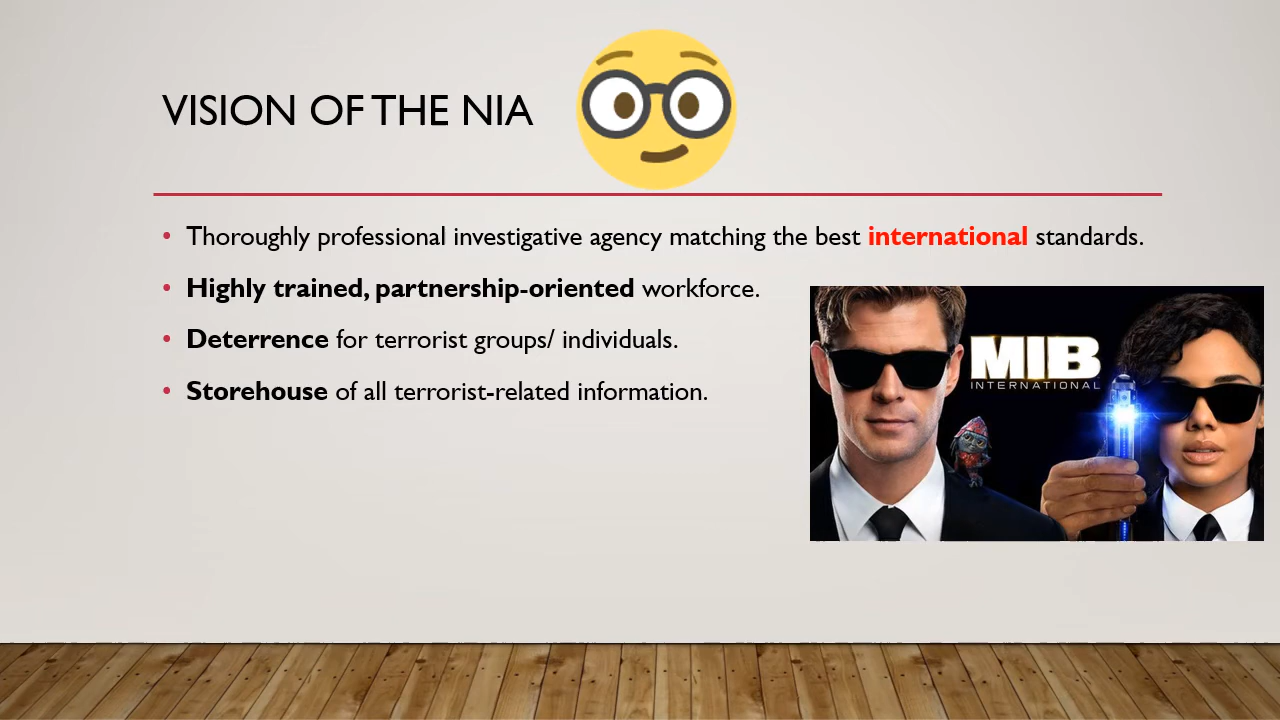 VISION OF THE NIA
• Thoroughly professional investigative agency matching the best international standards.
• Highly trained, partnership-oriented workforce.
• Deterrence for terrorist groups/ individuals.
• Storehouse of all terrorist-related information.
MIB
INTERNATIONAL